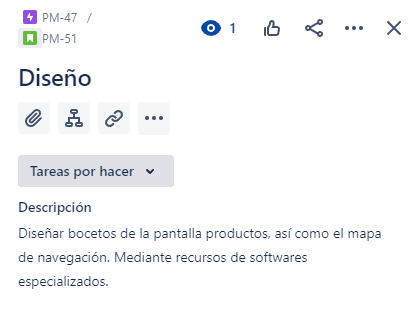 PM-47 /
PM-51
1
Diseño
Tareas por hacer
Descripción
Diseñar bocetos de la pantalla productos, así como el mapa
de navegación. Mediante recursos de softwares
especializados.